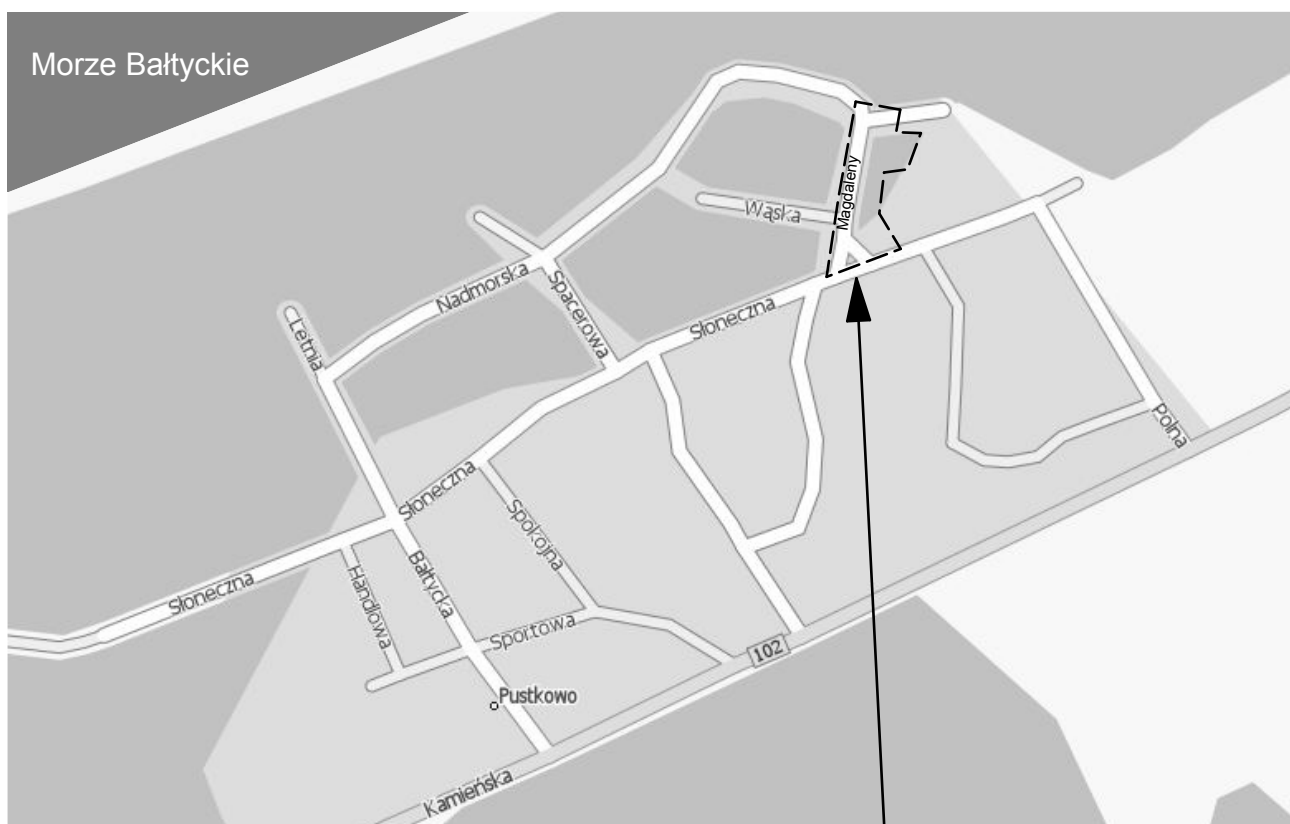 Morze Bałtyckie
Magdaleny
Wąska
Nadmorska
Spacerowa
Słoneczna
Letnia
Polna
Słoneczna
Spokojna
Bałtycka
Słoneczna
Handlowa
Sportowa
102
Pustkowo
Kamieńska